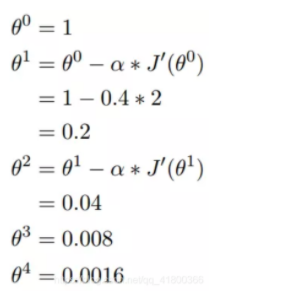 θ⁰ = 1
θ¹ = θ⁰ − α * J′(θ⁰)
= 1 − 0.4 * 2
= 0.2
θ² = θ¹ − α * J′(θ¹)
= 0.04
θ³ = 0.008
θ⁴ = 0.0016